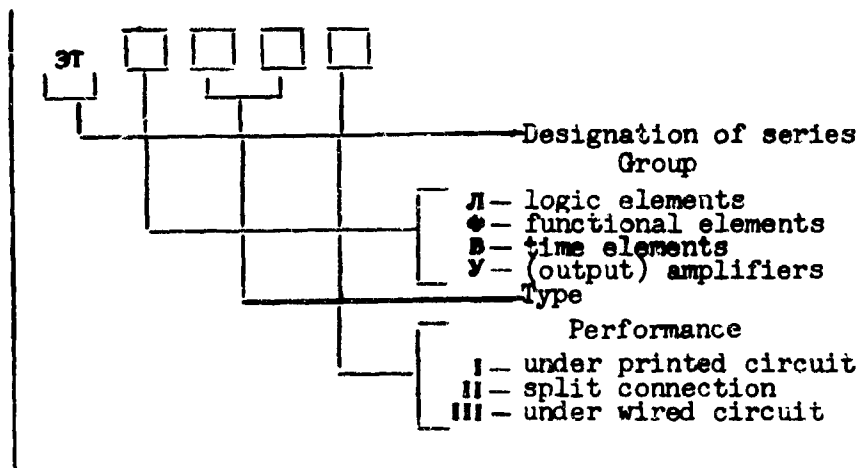 ЭТ
Designation of series
Group
Л — logic elements
Ф — functional elements
В — time elements
У — (output) amplifiers
Type
Performance
I — under printed circuit
II — split connection
III — under wired circuit